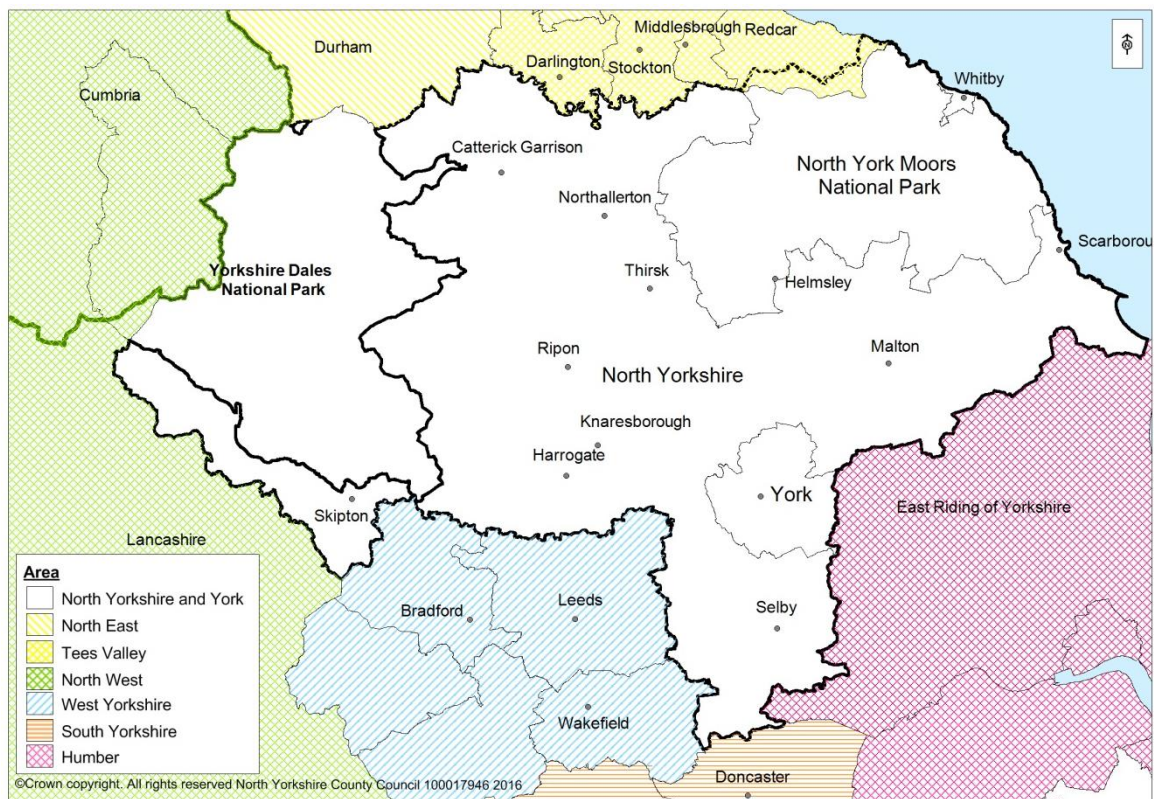 Durham
Middlesbrough
Redcar
Darlington
Stockton
Cumbria
Whitby
Catterick Garrison
North York Moors
National Park
Northallerton
Scarborou
Yorkshire Dales
National Park
Thirsk
Helmsley
Ripon
North Yorkshire
Malton
Knaresborough
Harrogate
York
Skipton
East Riding of Yorkshire
Lancashire
Bradford
Leeds
Selby
Wakefield
Doncaster
Area
North Yorkshire and York
North East
Tees Valley
North West
West Yorkshire
South Yorkshire
Humber
©Crown copyright. All rights reserved North Yorkshire County Council 100017946 2016
N